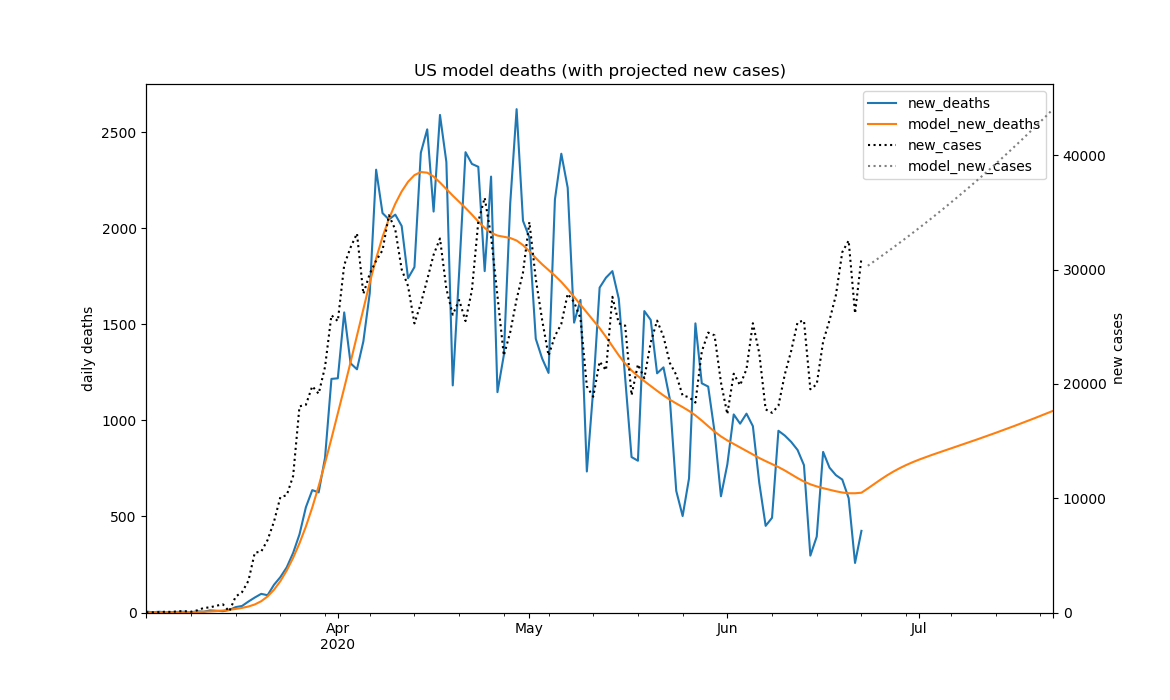 US model deaths (with projected new cases)
new_deaths
model_new_deaths
new_cases
model_new_cases
2500
2000
1500
1000
500
0
daily deaths
40000
30000
20000
10000
0
new cases
Apr
2020
May
Jun
Jul